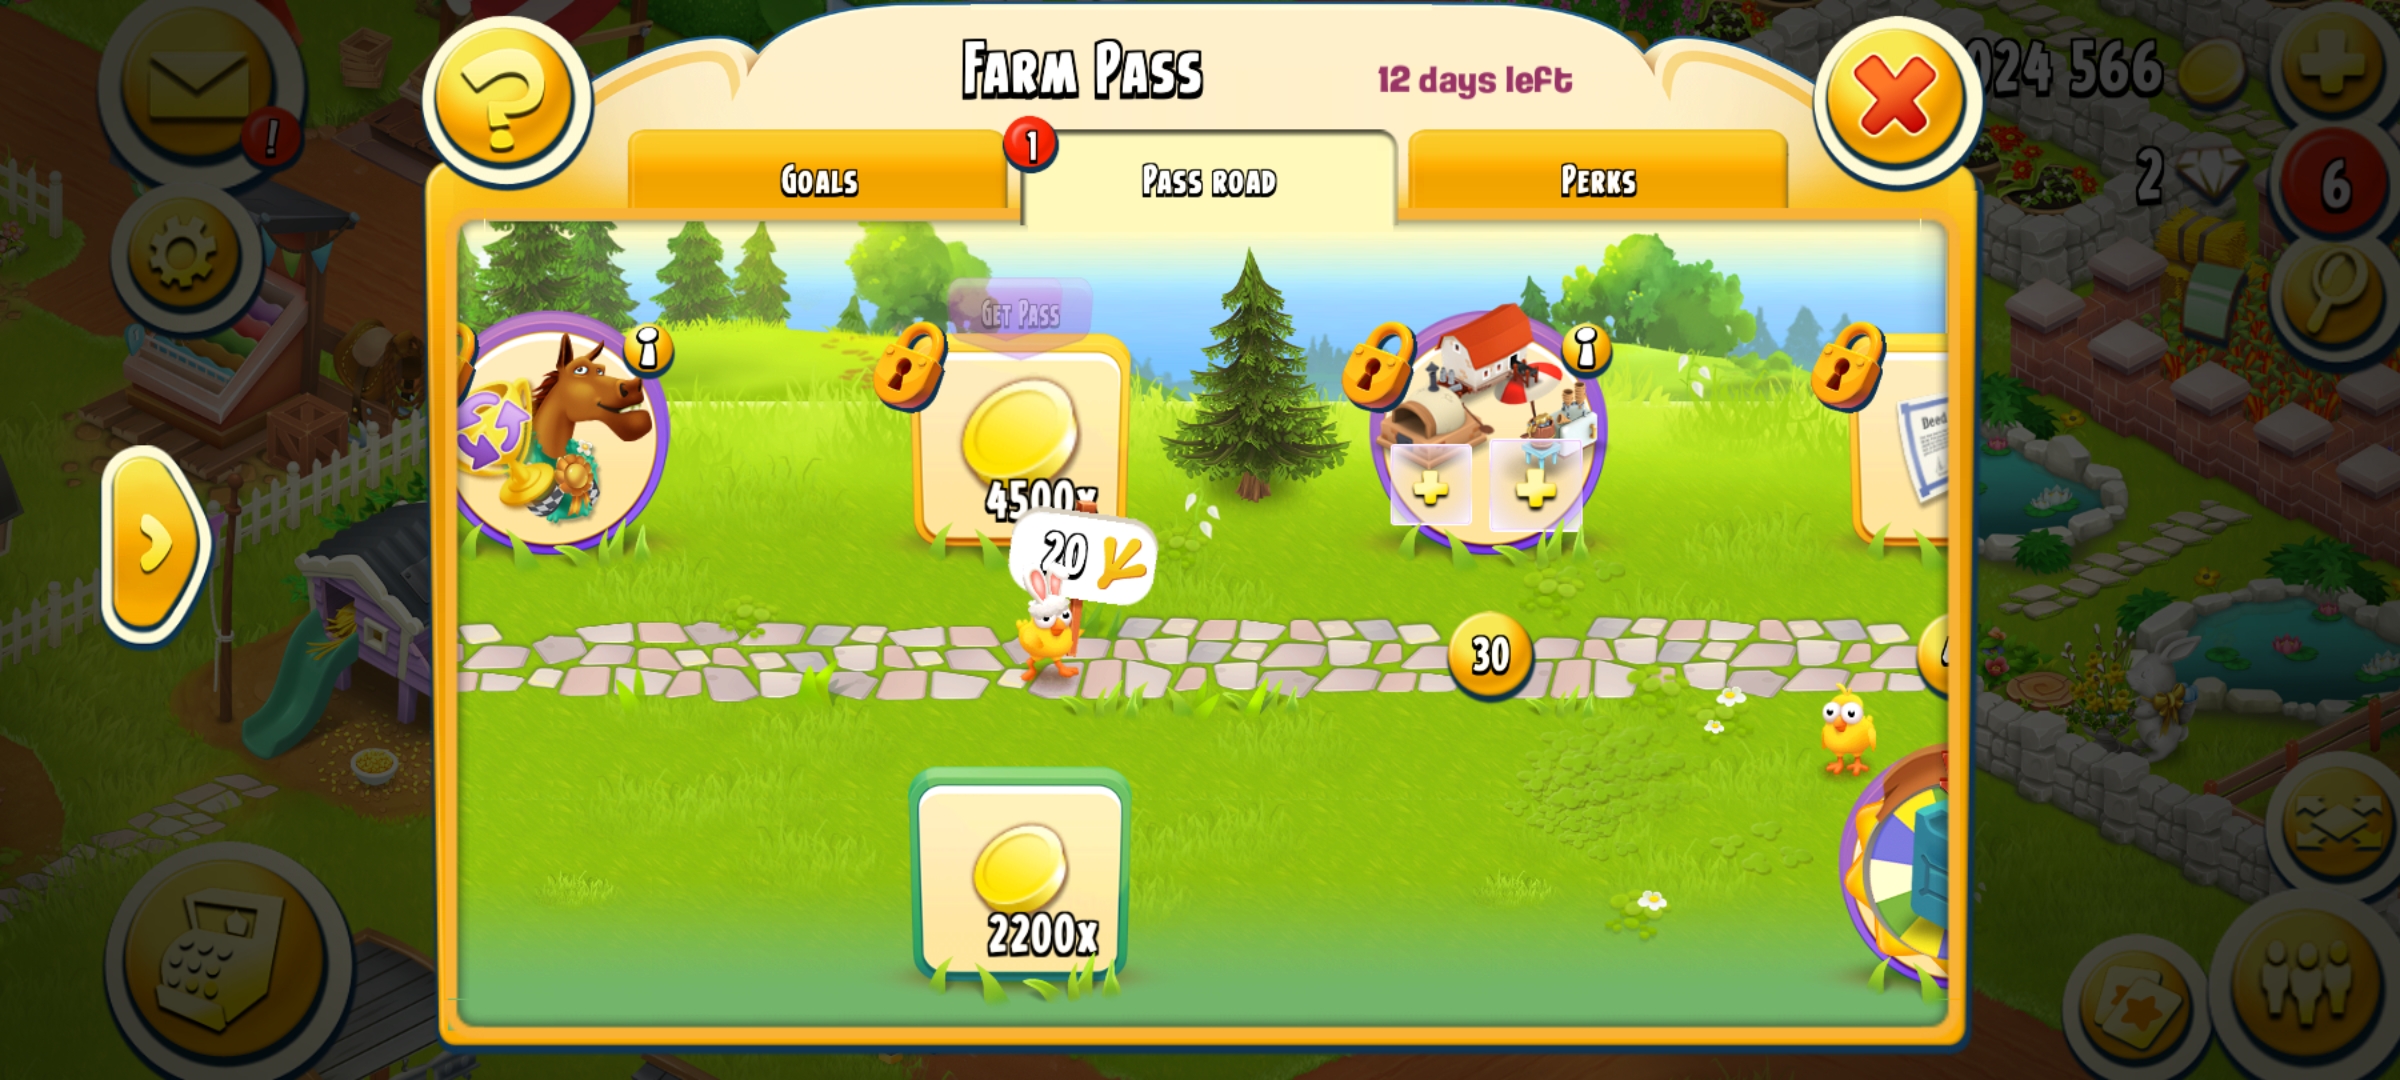 FARM PASS
12 days left
024 566
2
6
!
GOALS
1
PASS ROAD
PERKS
GET PASS
4500x
Deed
20
30
2200x